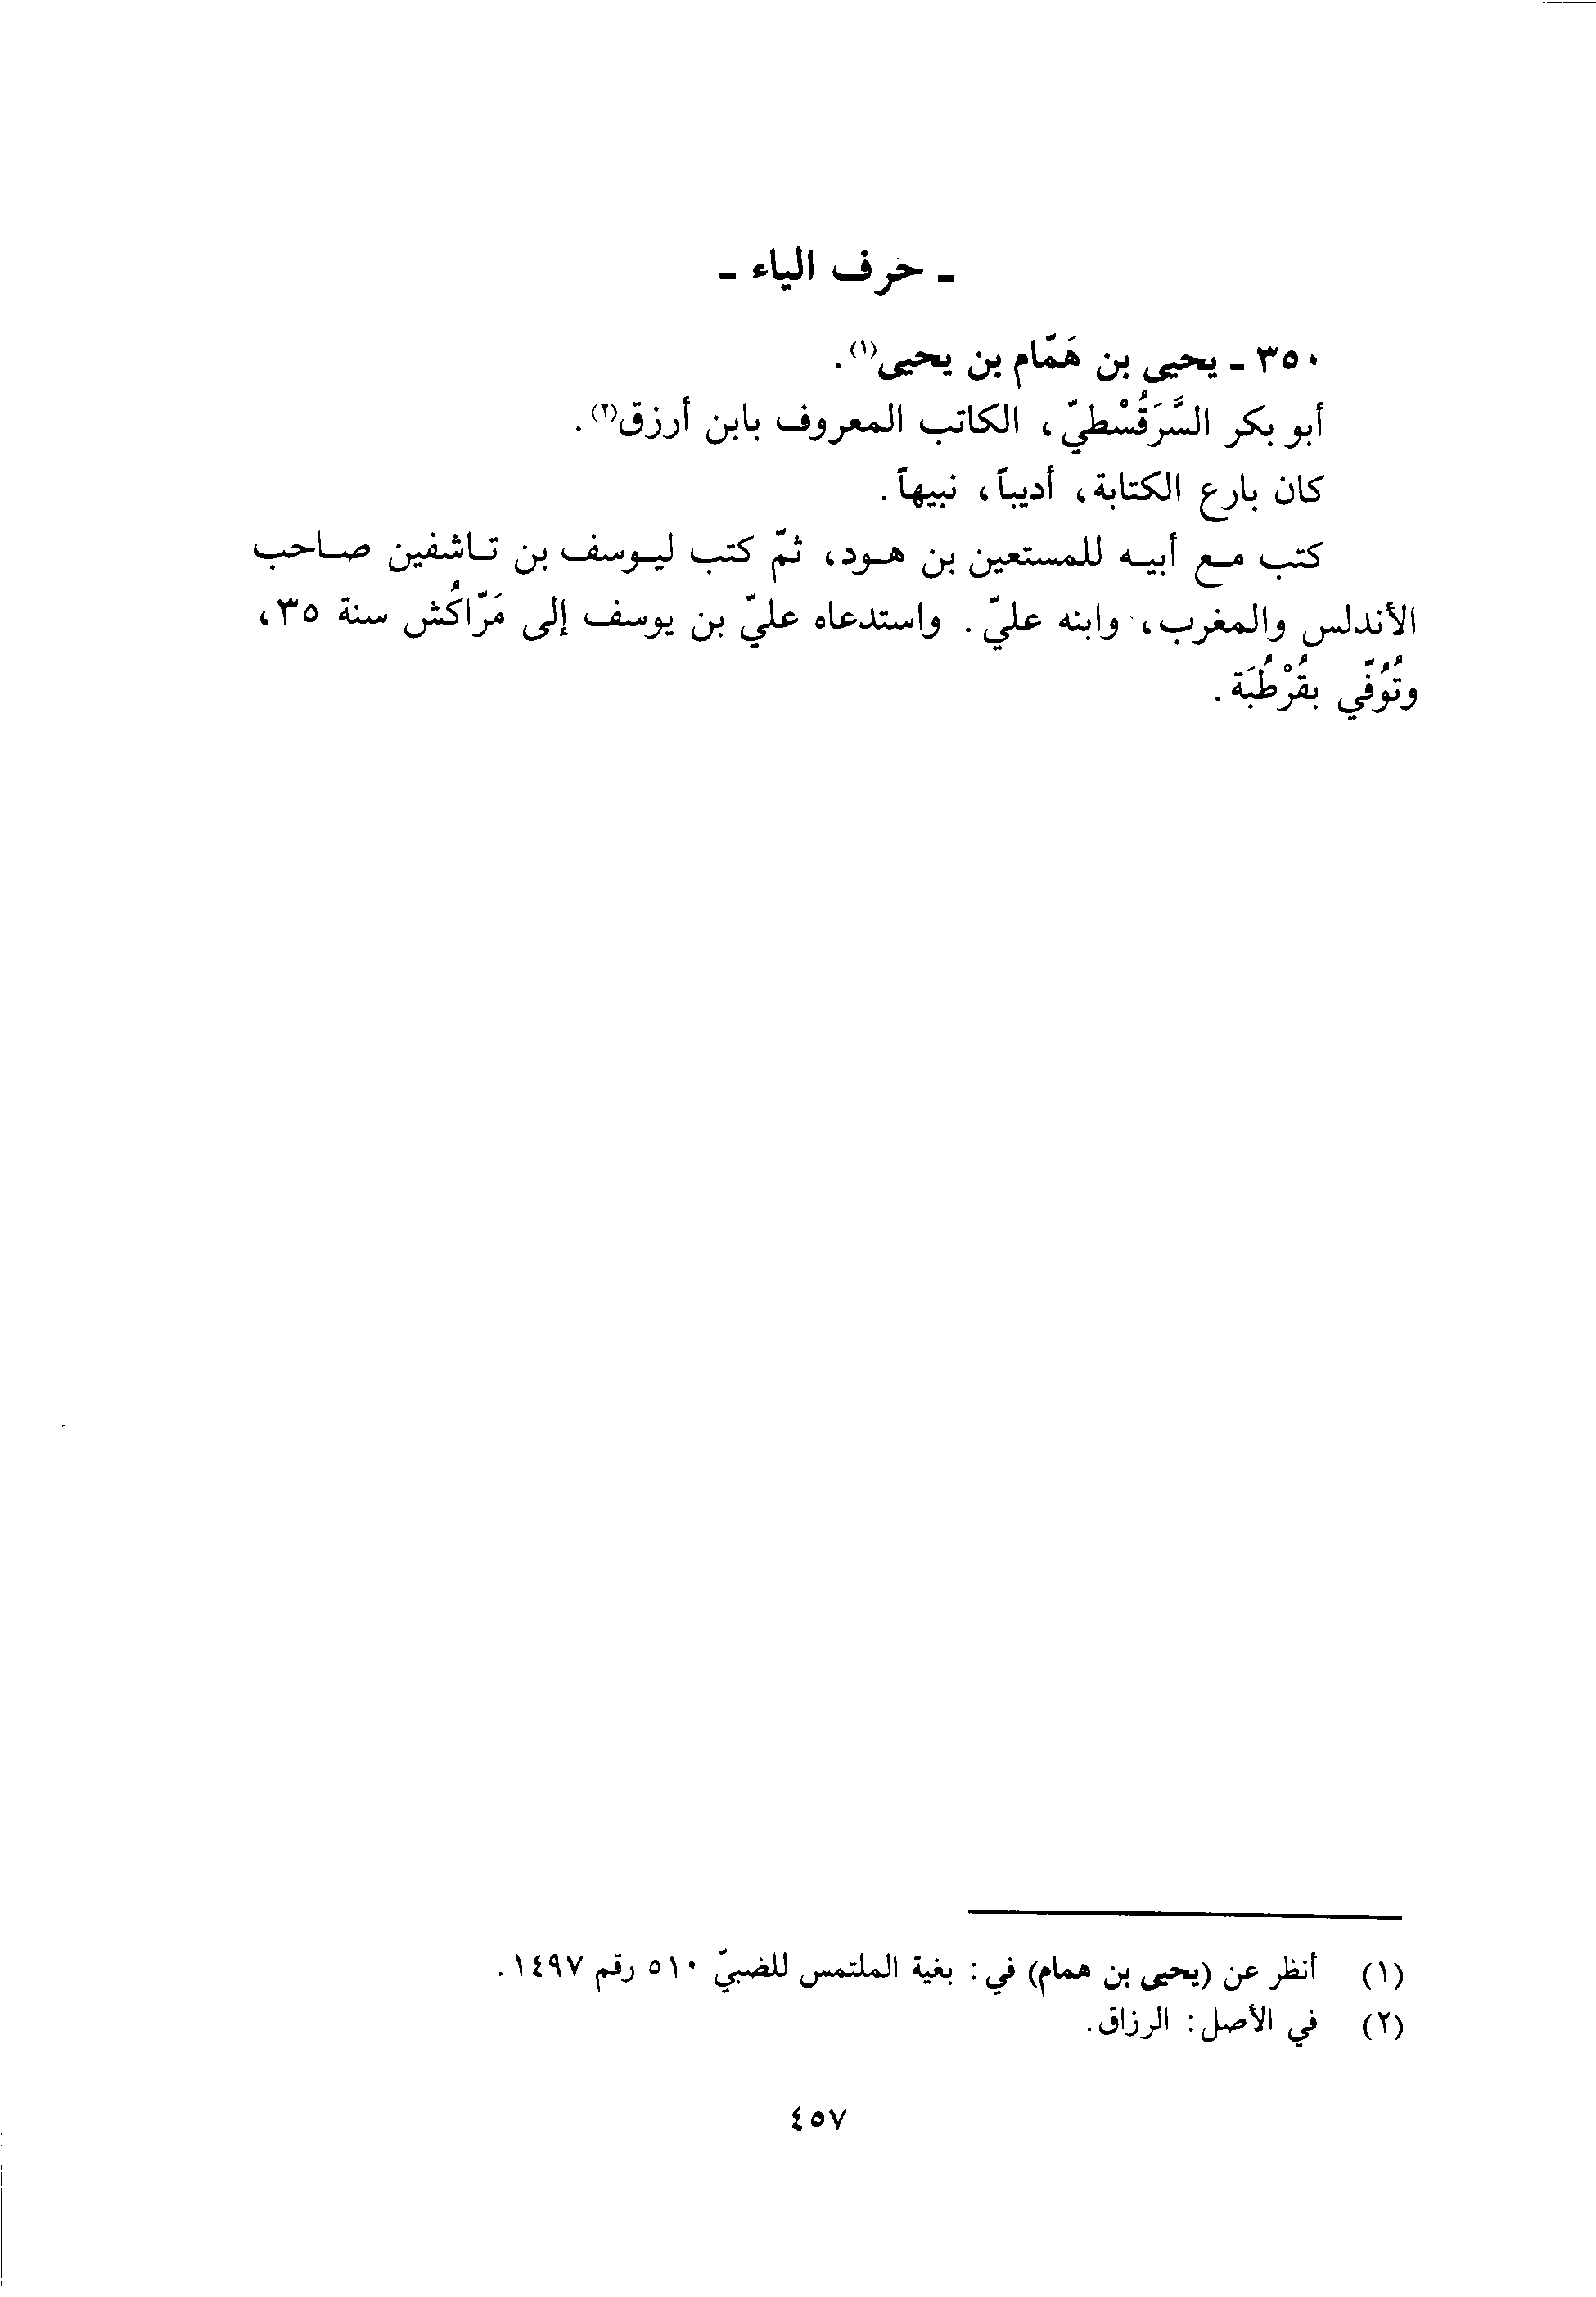 - حرف الياء -
٣٥٠ - يحيى بن هَمّام بن يحيى(١).
أبو بكر السَّرَقُسْطيّ، الكاتب المعروف بابن أرزق(٢).
كان بارع الكتابة، أديباً، نبيهاً.
كتب مع أبيه للمستعين بن هود، ثمّ كتب ليوسف بن تاشفين صاحب
الأندلس والمغرب، وابنه عليّ. واستدعاه عليّ بن يوسف إلى مَرّاكُش سنة ٣٥،
وتُوُفّي بقُرْطُبَة.
(١) أنظر عن (يحيى بن همام) في: بغية الملتمس للضبيّ ٥١٠ رقم ١٤٩٧.
(٢) في الأصل: الرزاق.
٤٥٧